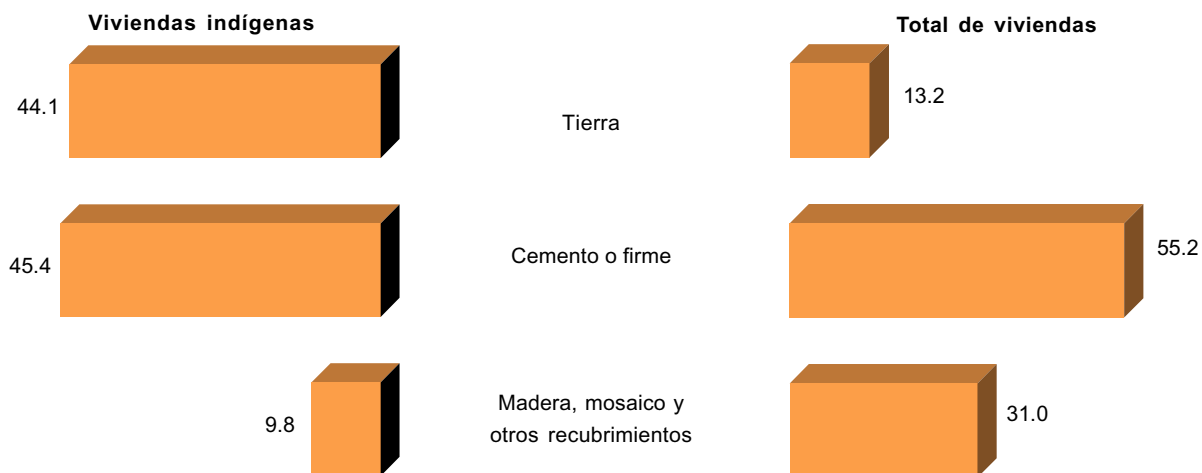 Viviendas indígenas
Total de viviendas
44.1
Tierra
13.2
45.4
Cemento o firme
55.2
9.8
Madera, mosaico y
otros recubrimientos
31.0